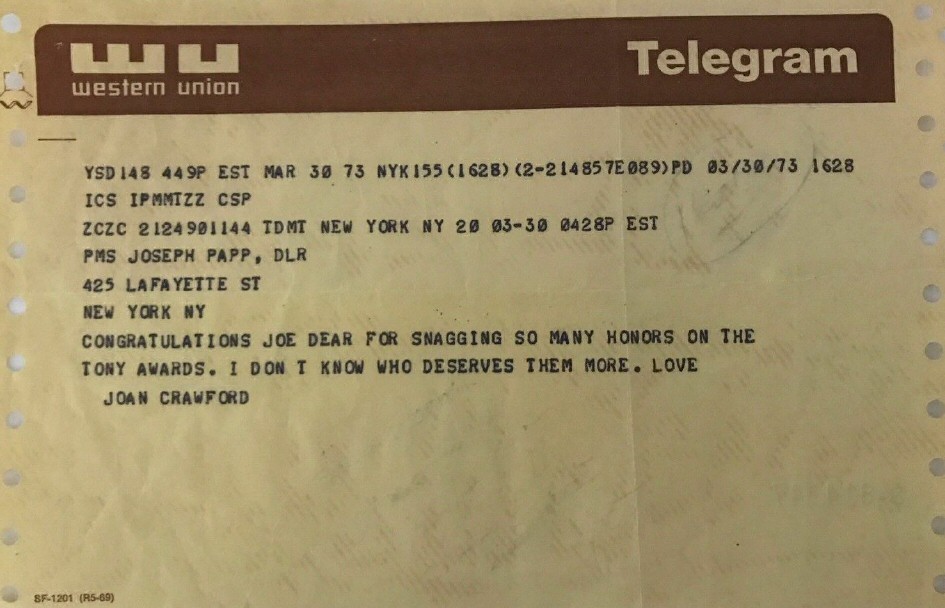 WU
western union
Telegram
YSD148 449P EST MAR 30 73 NYK155(1628)(2-214857E089)PD 03/30/73 1628
ICS IPMMTZZ CSP
ZCZC 2124901144 TDMT NEW YORK NY 20 03-30 0428P EST
PMS JOSEPH PAPP, DLR
425 LAFAYETTE ST
NEW YORK NY
CONGRATULATIONS JOE DEAR FOR SNAGGING SO MANY HONORS ON THE
TONY AWARDS. I DON T KNOW WHO DESERVES THEM MORE. LOVE
JOAN CRAWFORD
SF-1201 (R5-69)